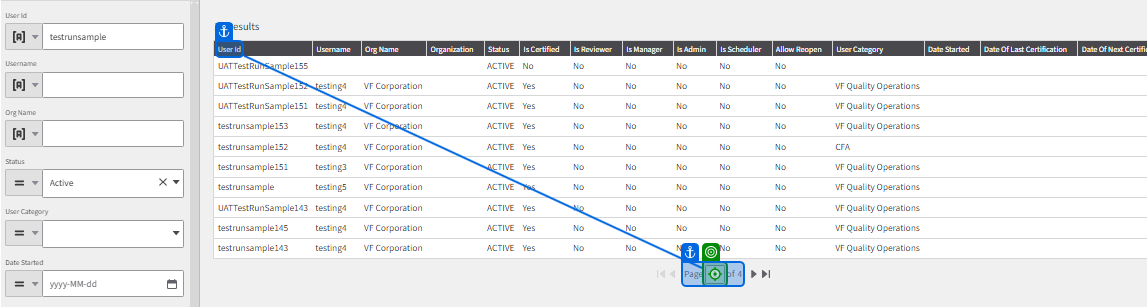 User Id
[A] testrunsample
Username
[A]
Org Name
[A]
Status
= Active
User Category
=
Date Started
= yyyy-MM-dd
esults
User Id Username Org Name Organization Status Is Certified Is Reviewer Is Manager Is Admin Is Scheduler Allow Reopen User Category Date Started Date Of Last Certification Date Of Next Certific
UATTestRunSample155 ACTIVE No No No No No No
UATTestRunSample152 testing4 VF Corporation ACTIVE Yes No No No No No VF Quality Operations
UATTestRunSample151 testing4 VF Corporation ACTIVE Yes No No No No No VF Quality Operations
testrunsample153 testing4 VF Corporation ACTIVE Yes No No No No No VF Quality Operations
testrunsample152 testing4 VF Corporation ACTIVE Yes No No No No No CFA
testrunsample151 testing3 VF Corporation ACTIVE Yes No No No No No VF Quality Operations
testrunsample testing5 VF Corporation ACTIVE Yes No No No No No VF Quality Operations
UATTestRunSample143 testing4 VF Corporation ACTIVE Yes No No No No No VF Quality Operations
testrunsample145 testing4 VF Corporation ACTIVE Yes No No No No No VF Quality Operations
testrunsample143 testing4 VF Corporation ACTIVE Yes No No No No No VF Quality Operations
Page of 4